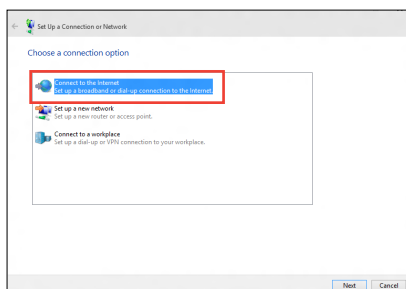 Set Up a Connection or Network
Choose a connection option
Connect to the Internet
Set up a broadband or dial-up connection to the Internet.
Set up a new network
Set up a new router or access point.
Connect to a workplace
Set up a dial-up or VPN connection to your workplace.
Next Cancel